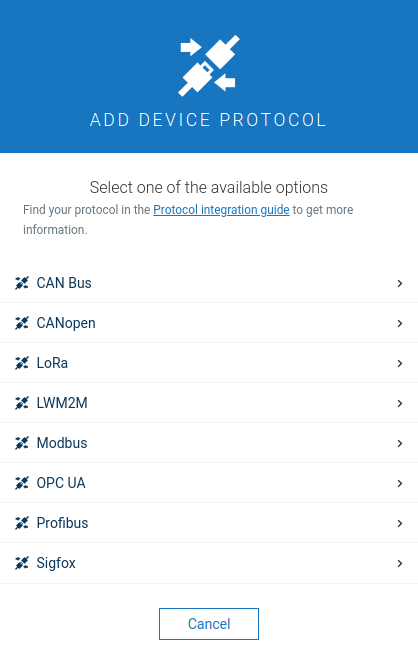 ADD DEVICE PROTOCOL
Select one of the available options
Find your protocol in the Protocol integration guide to get more
information.
CAN Bus
CANopen
LoRa
LWM2M
Modbus
OPC UA
Profibus
Sigfox
Cancel